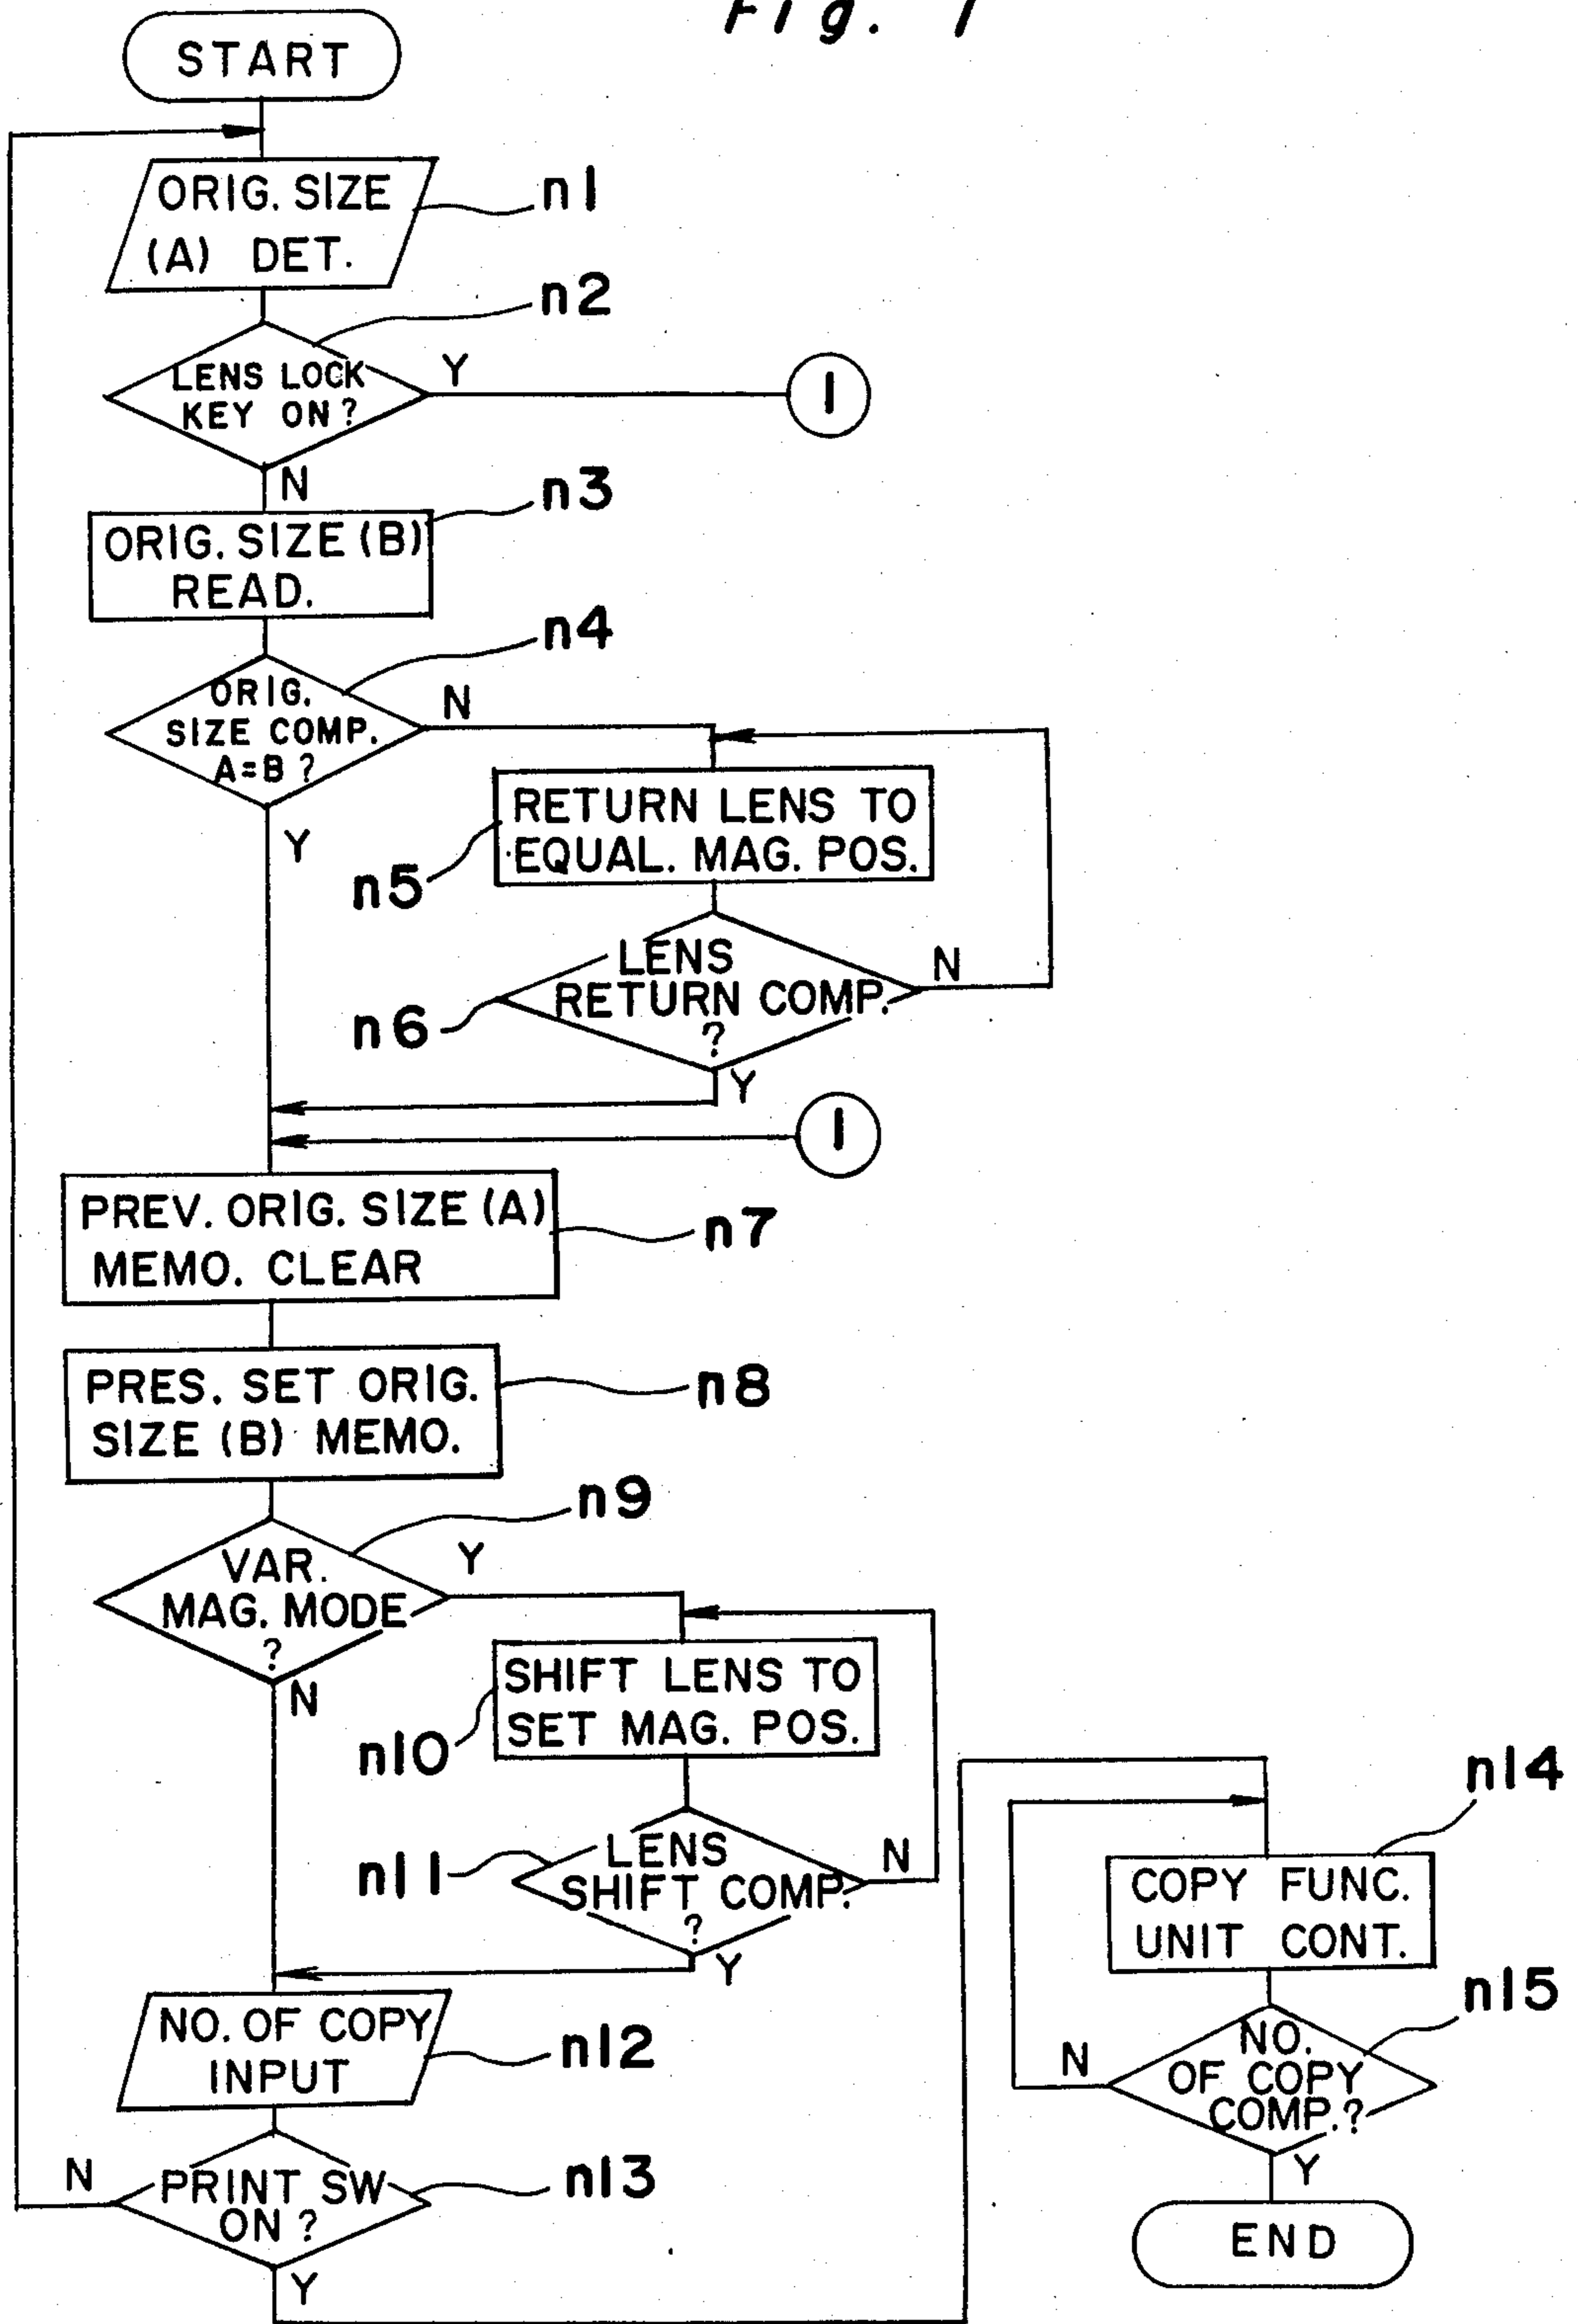 Fig. 1
START
ORIG. SIZE
(A) DET.
n1
n2
LENS LOCK
KEY ON?
Y
1
N
n3
ORIG. SIZE (B)
READ.
n4
ORIG.
SIZE COMP.
A=B?
N
Y
RETURN LENS TO
EQUAL. MAG. POS.
n5
LENS
RETURN COMP.
?
N
n6
Y
1
PREV. ORIG. SIZE (A)
MEMO. CLEAR
n7
PRES. SET ORIG.
SIZE (B) MEMO.
n8
n9
VAR.
MAG. MODE
?
Y
N
SHIFT LENS TO
SET MAG. POS.
n10
LENS
SHIFT COMP.
?
N
n11
Y
NO. OF COPY
INPUT
n12
PRINT SW
ON?
N
n13
Y
n14
COPY FUNC.
UNIT CONT.
n15
NO.
OF COPY
COMP.?
N
Y
END